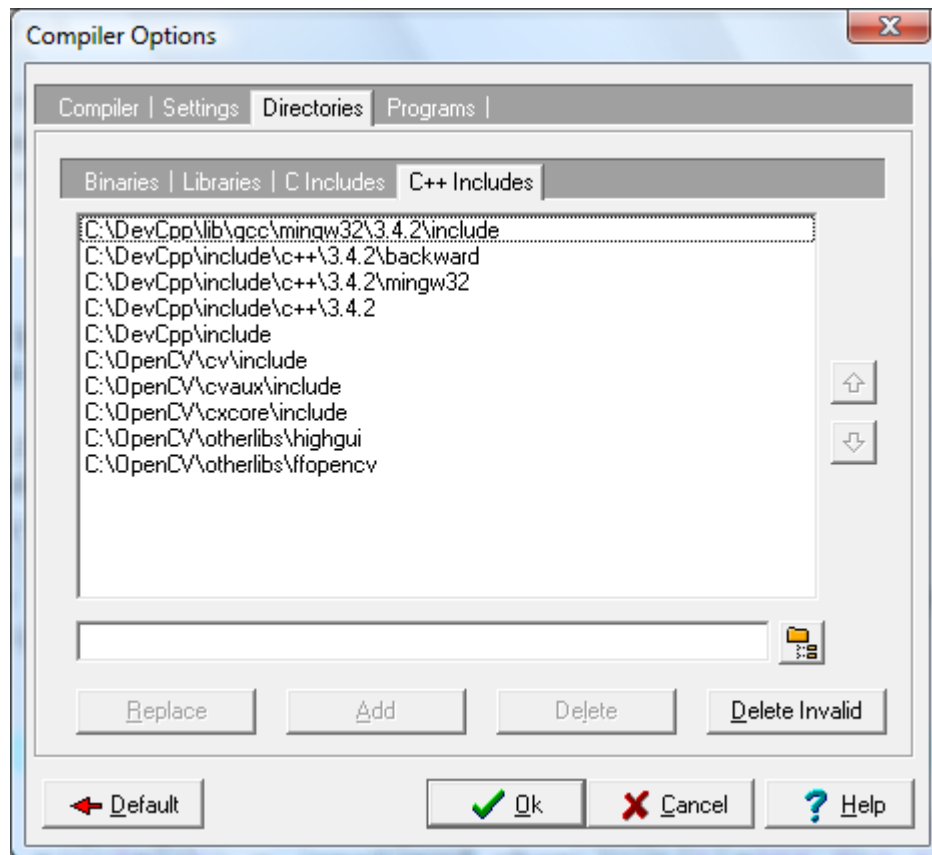 Compiler Options
Compiler | Settings Directories Programs |
Binaries | Libraries | C Includes C++ Includes
C:\DevCpp\lib\gcc\mingw32\3.4.2\include
C:\DevCpp\include\c++\3.4.2\backward
C:\DevCpp\include\c++\3.4.2\mingw32
C:\DevCpp\include\c++\3.4.2
C:\DevCpp\include
C:\OpenCV\cv\include
C:\OpenCV\cvaux\include
C:\OpenCV\cxcore\include
C:\OpenCV\otherlibs\highgui
C:\OpenCV\otherlibs\ffopencv
Replace Add Delete Delete Invalid
Default Ok Cancel Help